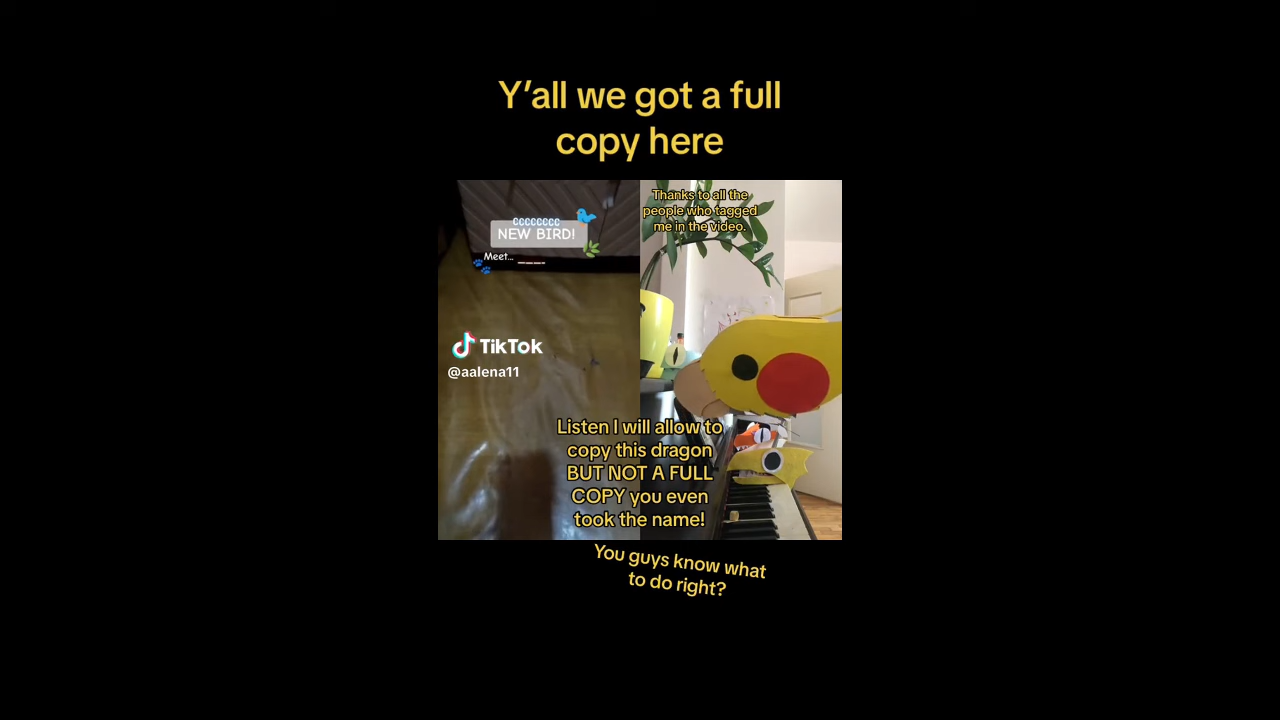 Y'all we got a full
copy here
Thanks to all the
people who tagged
me in the video.
cccccccc
NEW BIRD!
Meet...
TikTok
@aalena11
Listen I will allow to
copy this dragon
BUT NOT A FULL
COPY you even
took the name!
You guys know what
to do right?